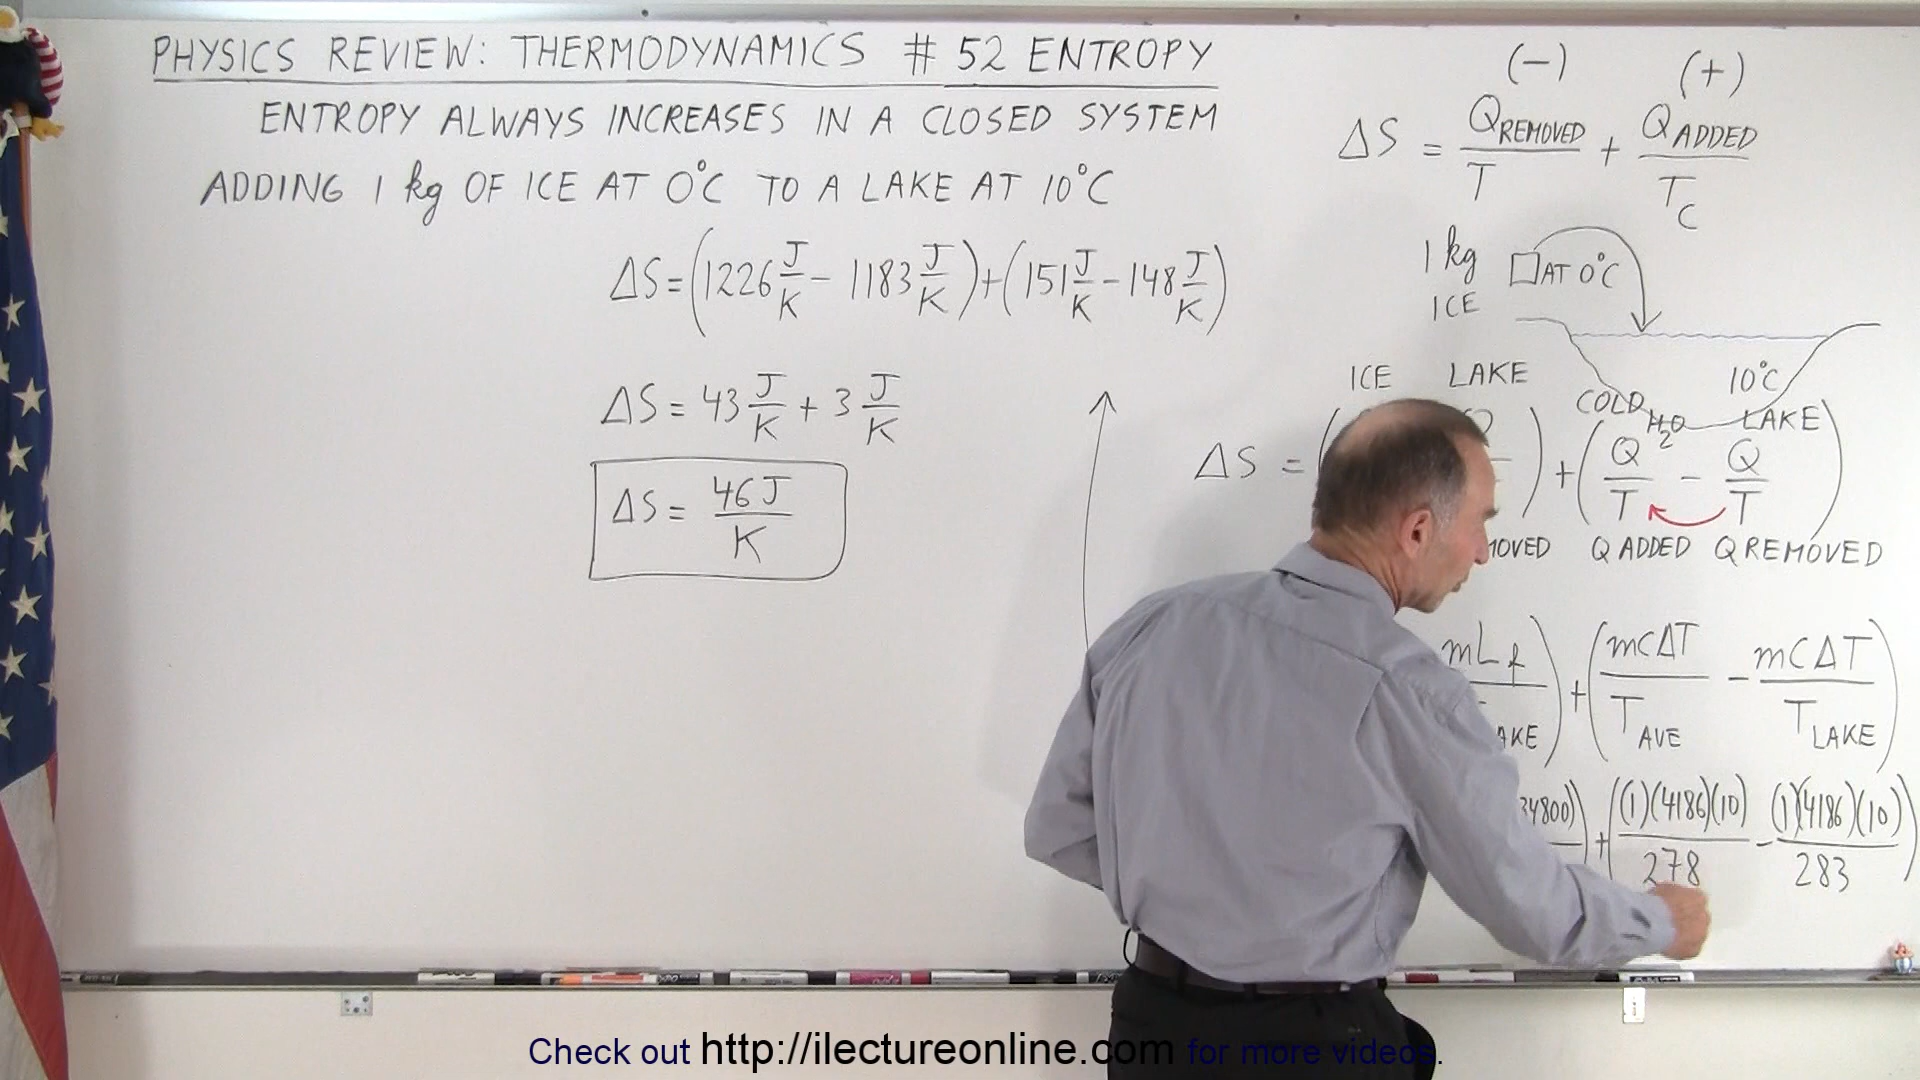 PHYSICS REVIEW: THERMODYNAMICS # 52 ENTROPY
ENTROPY ALWAYS INCREASES IN A CLOSED SYSTEM
ADDING 1 kg OF ICE AT 0°C TO A LAKE AT 10°C
ΔS = (1226 J/K - 1183 J/K) + (151 J/K - 148 J/K)
ΔS = 43 J/K + 3 J/K
ΔS = 46 J/K
(-) (+)
ΔS = Q REMOVED / T + Q ADDED / T_C
1 kg ICE AT 0°C
10°C
ICE LAKE COLD H₂O LAKE
ΔS = ( ) + (Q/T - Q/T)
Q ADDED Q REMOVED
mL_f ) + (mCΔT / T AVE - mCΔT / T LAKE)
34800)) + ((1)(4186)(10) / 278 - (1)(4186)(10) / 283)
Check out http://ilectureonline.com for more videos.